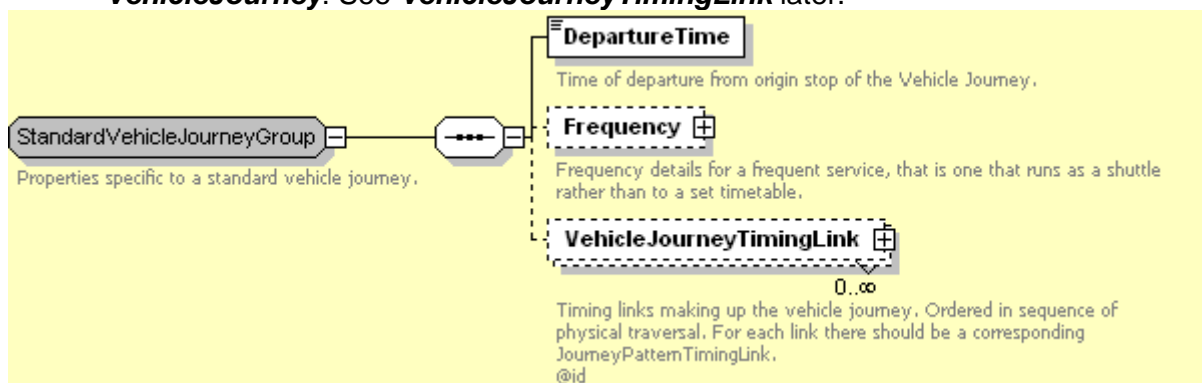 VehicleJourney. See VehicleJourneyTimingLink later.
DepartureTime
Time of departure from origin stop of the Vehicle Journey.
StandardVehicleJourneyGroup
Properties specific to a standard vehicle journey.
Frequency
Frequency details for a frequent service, that is one that runs as a shuttle
rather than to a set timetable.
VehicleJourneyTimingLink
0..∞
Timing links making up the vehicle journey. Ordered in sequence of
physical traversal. For each link there should be a corresponding
JourneyPatternTimingLink.
@id